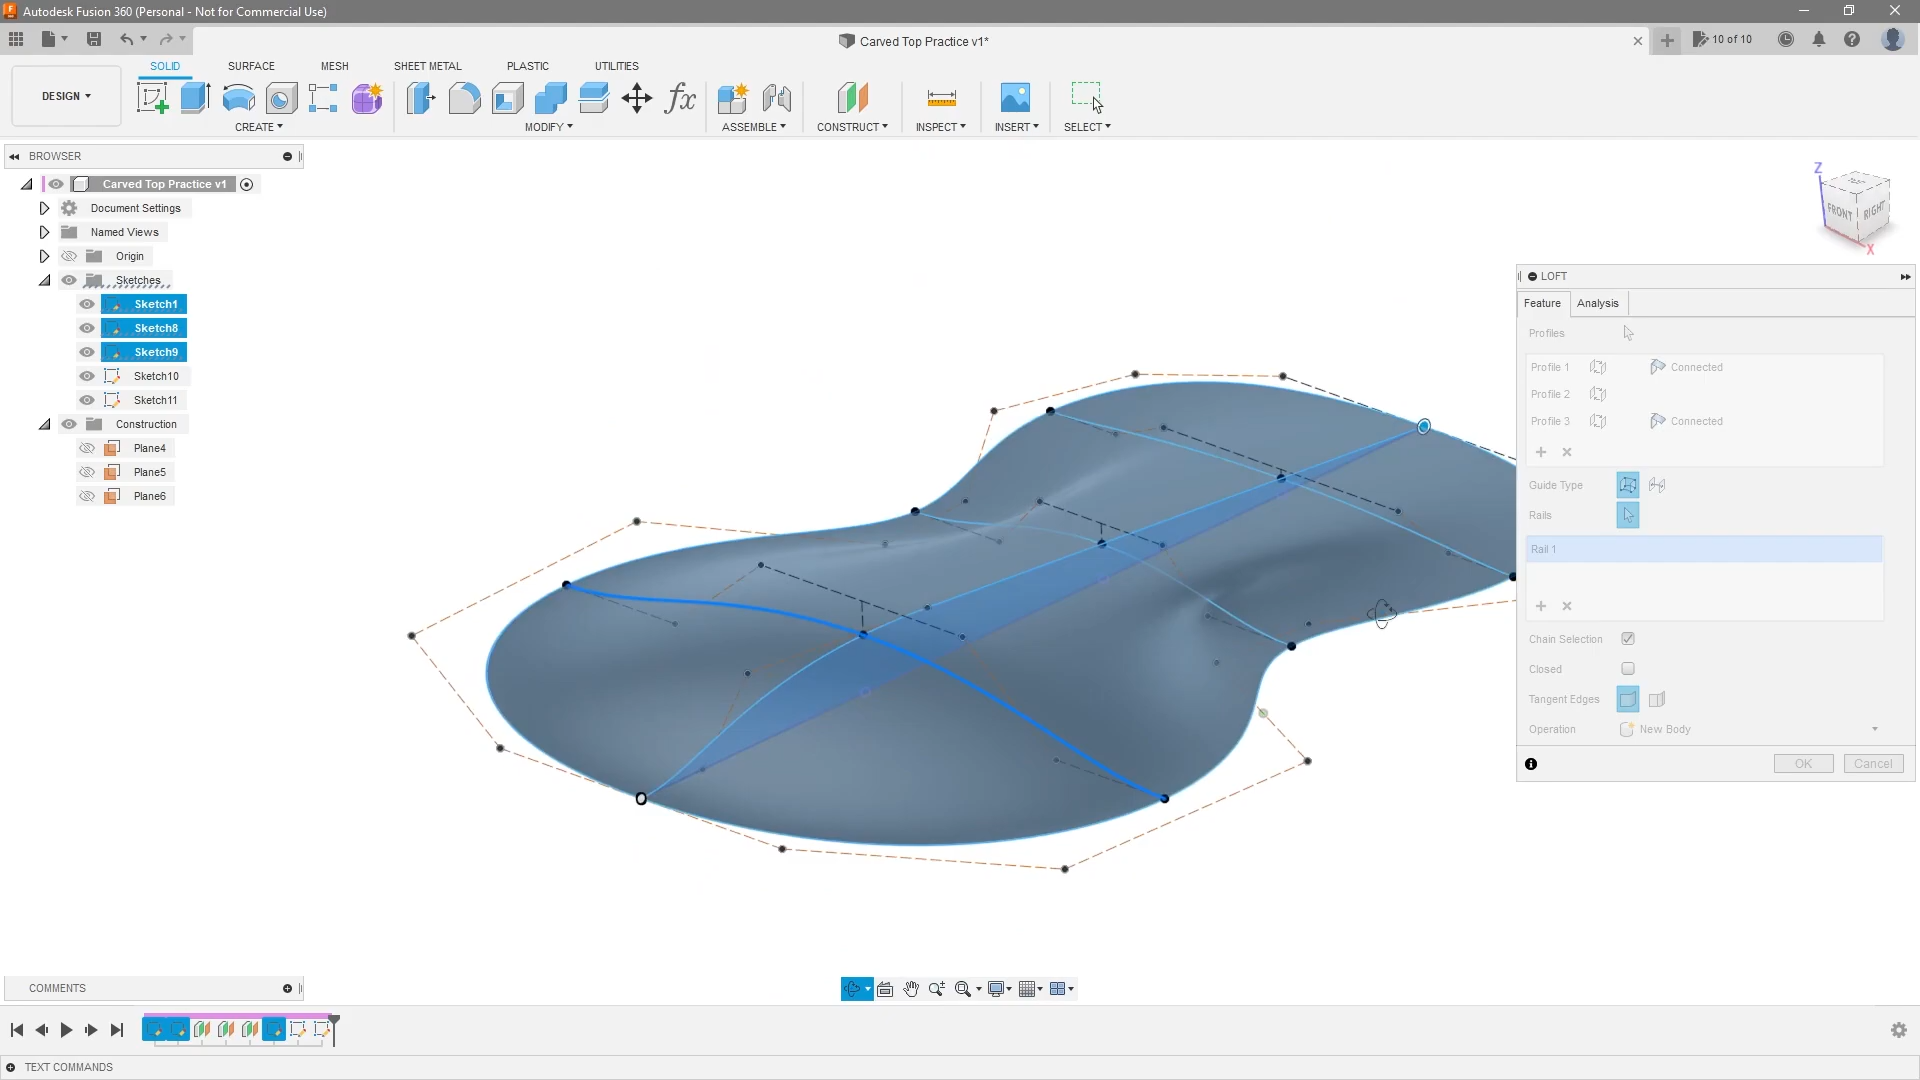 Autodesk Fusion 360 (Personal - Not for Commercial Use)
Carved Top Practice v1*
10 of 10
SOLID SURFACE MESH SHEET METAL PLASTIC UTILITIES
DESIGN
CREATE MODIFY ASSEMBLE CONSTRUCT INSPECT INSERT SELECT
BROWSER
Carved Top Practice v1
Document Settings
Named Views
Origin
Sketches
Sketch1
Sketch8
Sketch9
Sketch10
Sketch11
Construction
Plane4
Plane5
Plane6
Z
FRONT RIGHT
X
LOFT
Feature Analysis
Profiles
Profile 1 Connected
Profile 2
Profile 3 Connected
Guide Type
Rails
Rail 1
Chain Selection
Closed
Tangent Edges
Operation New Body
OK Cancel
COMMENTS
TEXT COMMANDS